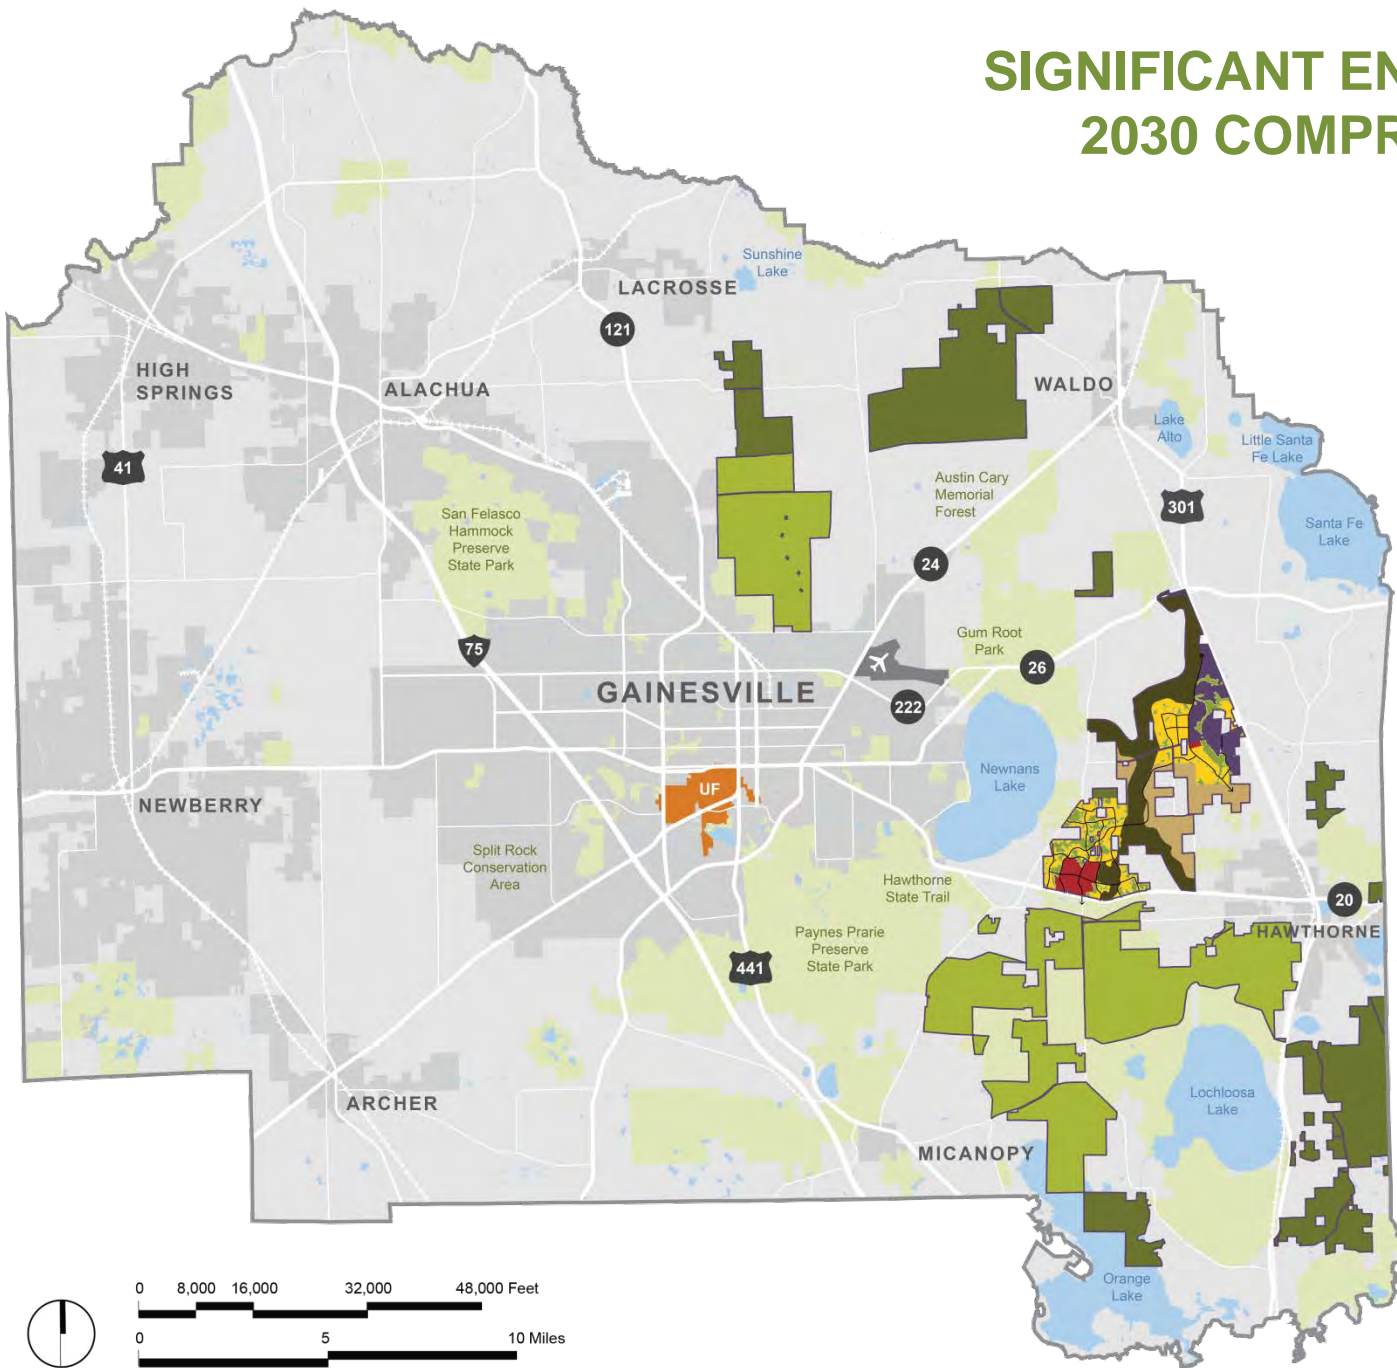 SIGNIFICANT EN
2030 COMPR
Sunshine
Lake
LACROSSE
121
HIGH
SPRINGS
ALACHUA
WALDO
Lake
Alto
Little Santa
Fe Lake
41
Austin Cary
Memorial
Forest
301
San Felasco
Hammock
Preserve
State Park
Santa Fe
Lake
24
75
Gum Root
Park
26
GAINESVILLE
222
Newnans
Lake
UF
NEWBERRY
Split Rock
Conservation
Area
Hawthorne
State Trail
20
HAWTHORNE
Paynes Prarie
Preserve
State Park
441
Lochloosa
Lake
ARCHER
MICANOPY
Orange
Lake
0 8,000 16,000 32,000 48,000 Feet
0 5 10 Miles